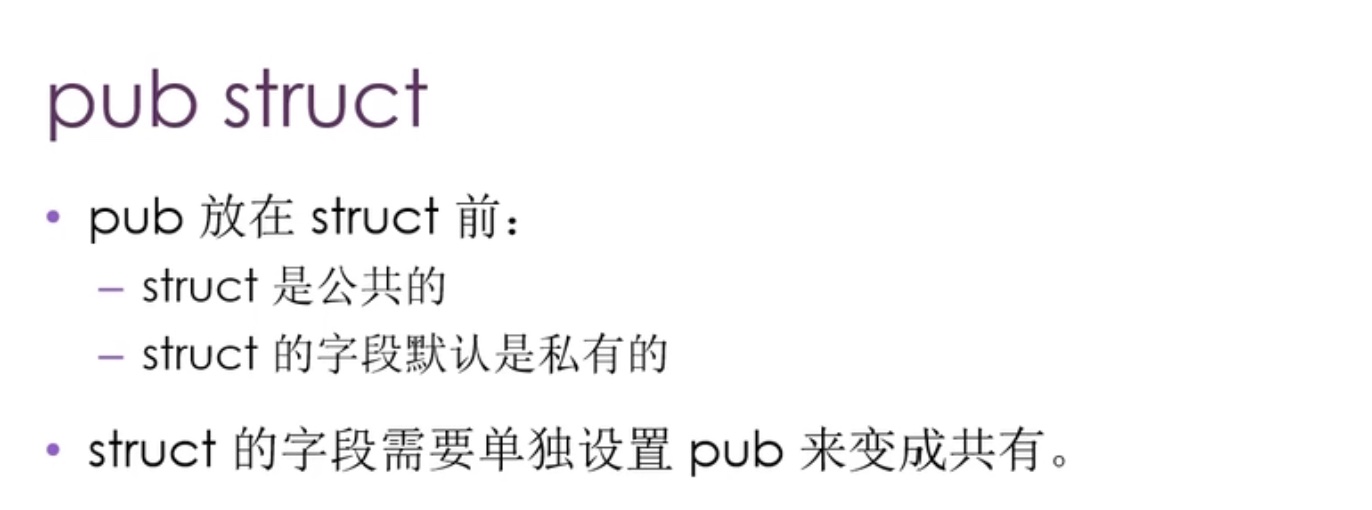 pub struct
• pub 放在 struct 前：
– struct 是公共的
– struct 的字段默认是私有的
• struct 的字段需要单独设置 pub 来变成共有。